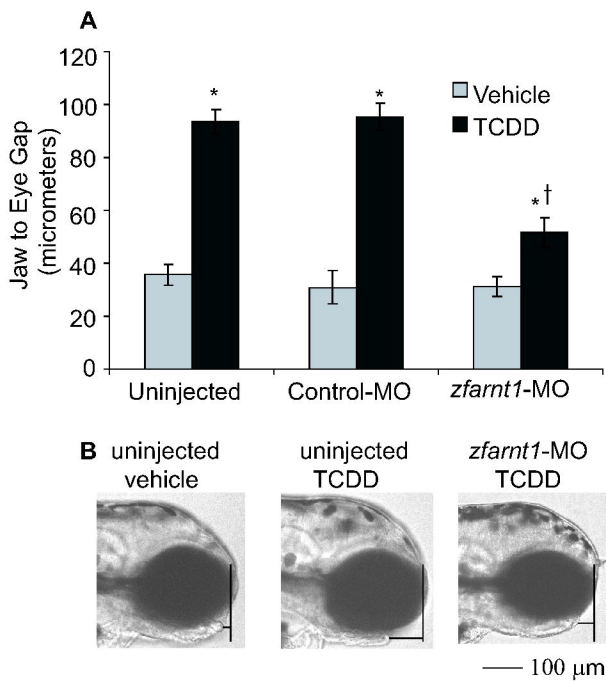 A
120
100
80
60
40
20
0
Jaw to Eye Gap
(micrometers)
Vehicle
TCDD
*
*
*†
Uninjected
Control-MO
zfarnt1-MO
B
uninjected
vehicle
uninjected
TCDD
zfarnt1-MO
TCDD
100 µm